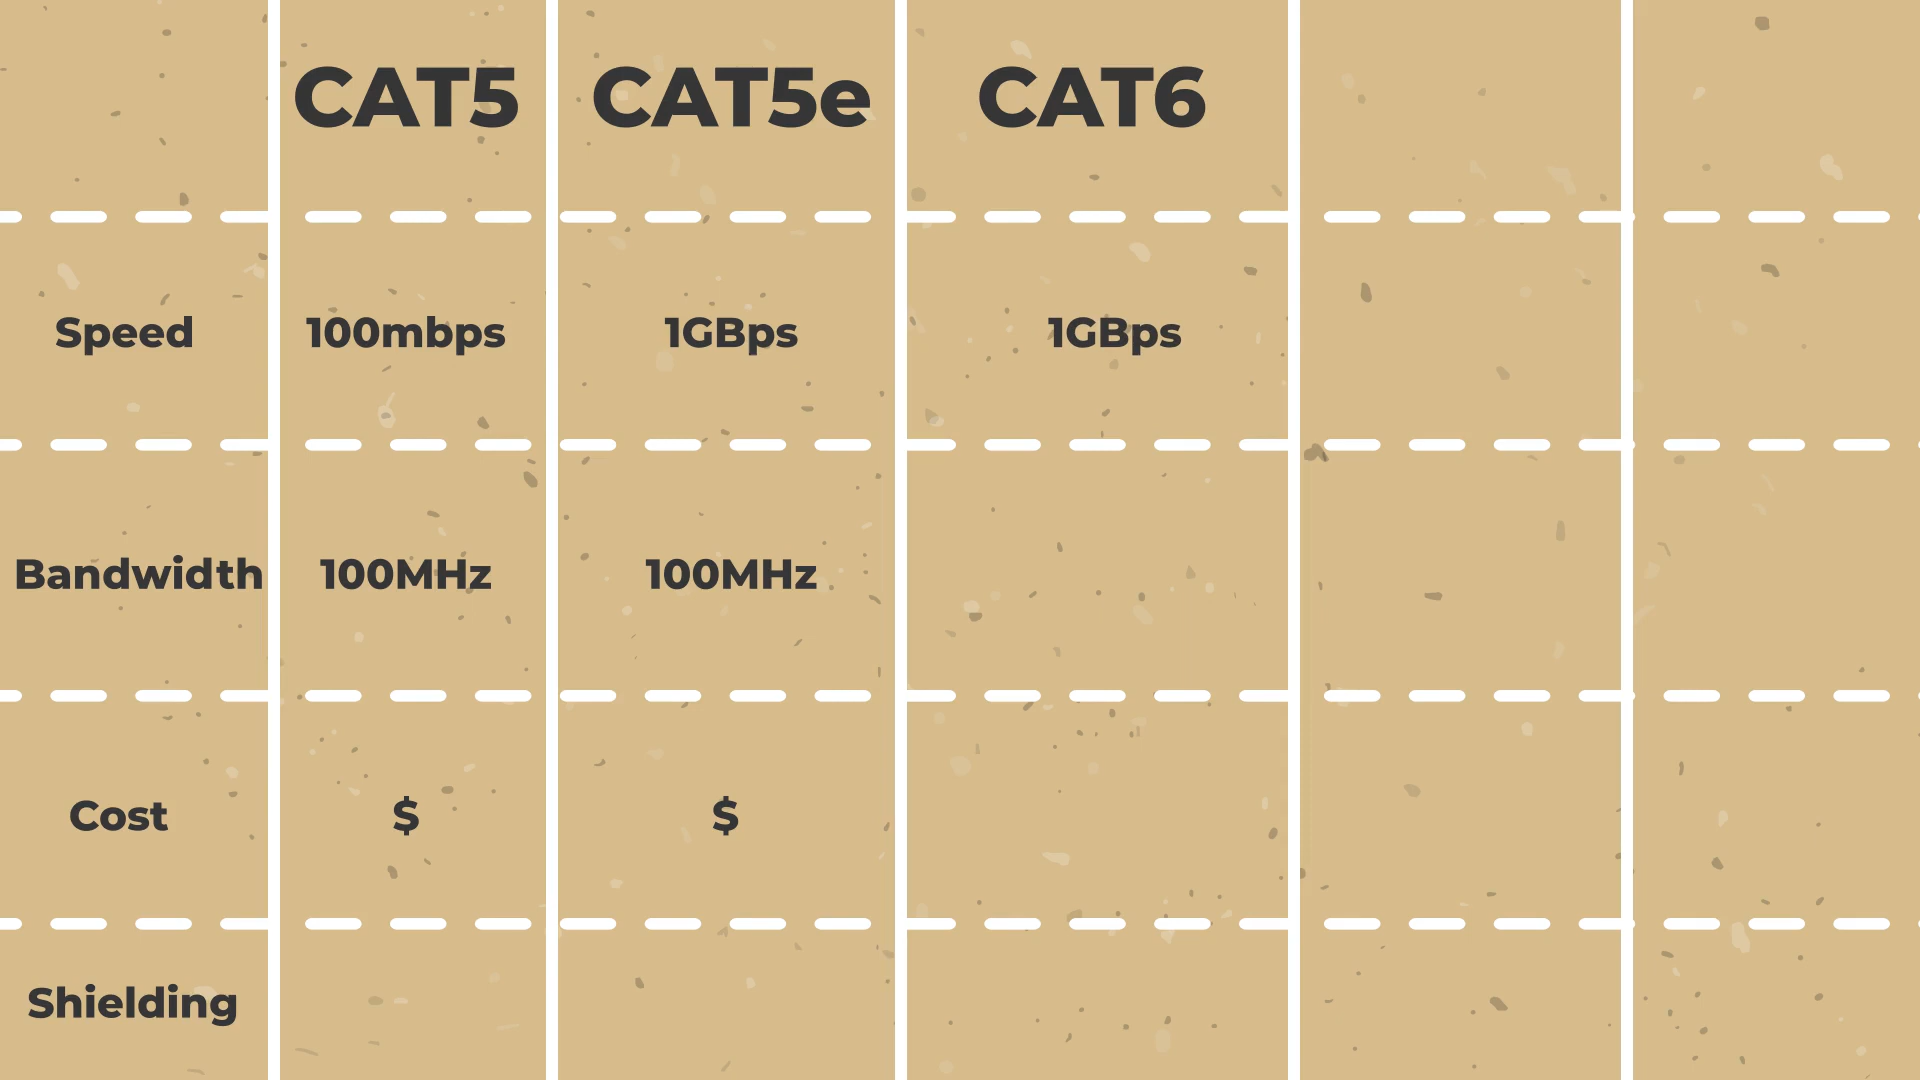 CAT5 CAT5e CAT6
Speed 100mbps 1GBps 1GBps
Bandwidth 100MHz 100MHz
Cost $ $
Shielding